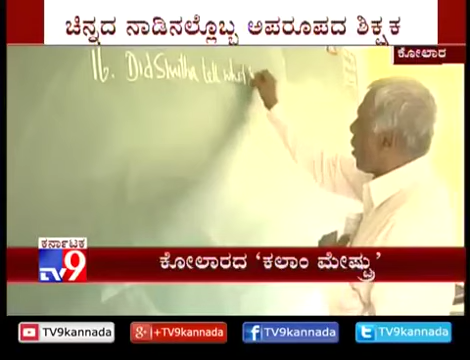 ಚಿನ್ನದ ನಾಡಿನಲ್ಲೊಬ್ಬ ಅಪರೂಪದ ಶಿಕ್ಷಕ
ಕೋಲಾರ
16. Did Smitha tell what
ಕರ್ನಾಟಕ
TV9
ಕೋಲಾರದ ‘ಕಲಾಂ ಮೇಷ್ಟ್ರು’
TV9kannada
+TV9kannada
TV9kannada
TV9kannada